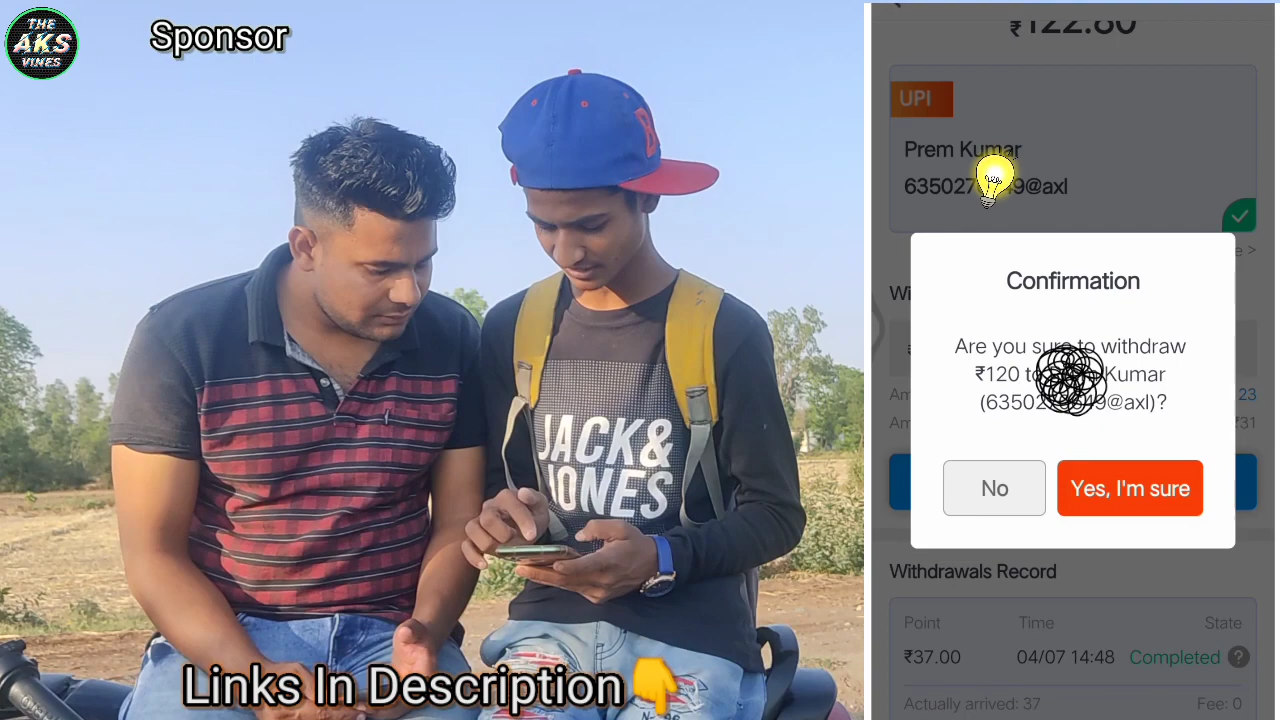 THE
AKS
VINES
Sponsor
JACK&
JONES
Links In Description👇
₹122.80
UPI
Prem Kumar
Confirmation
Are you sure to withdraw
₹120 to Kumar
No
Yes, I'm sure
23
₹31
Withdrawals Record
Point
Time
State
₹37.00
04/07 14:48
Completed
?
Actually arrived: 37
Fee: 0